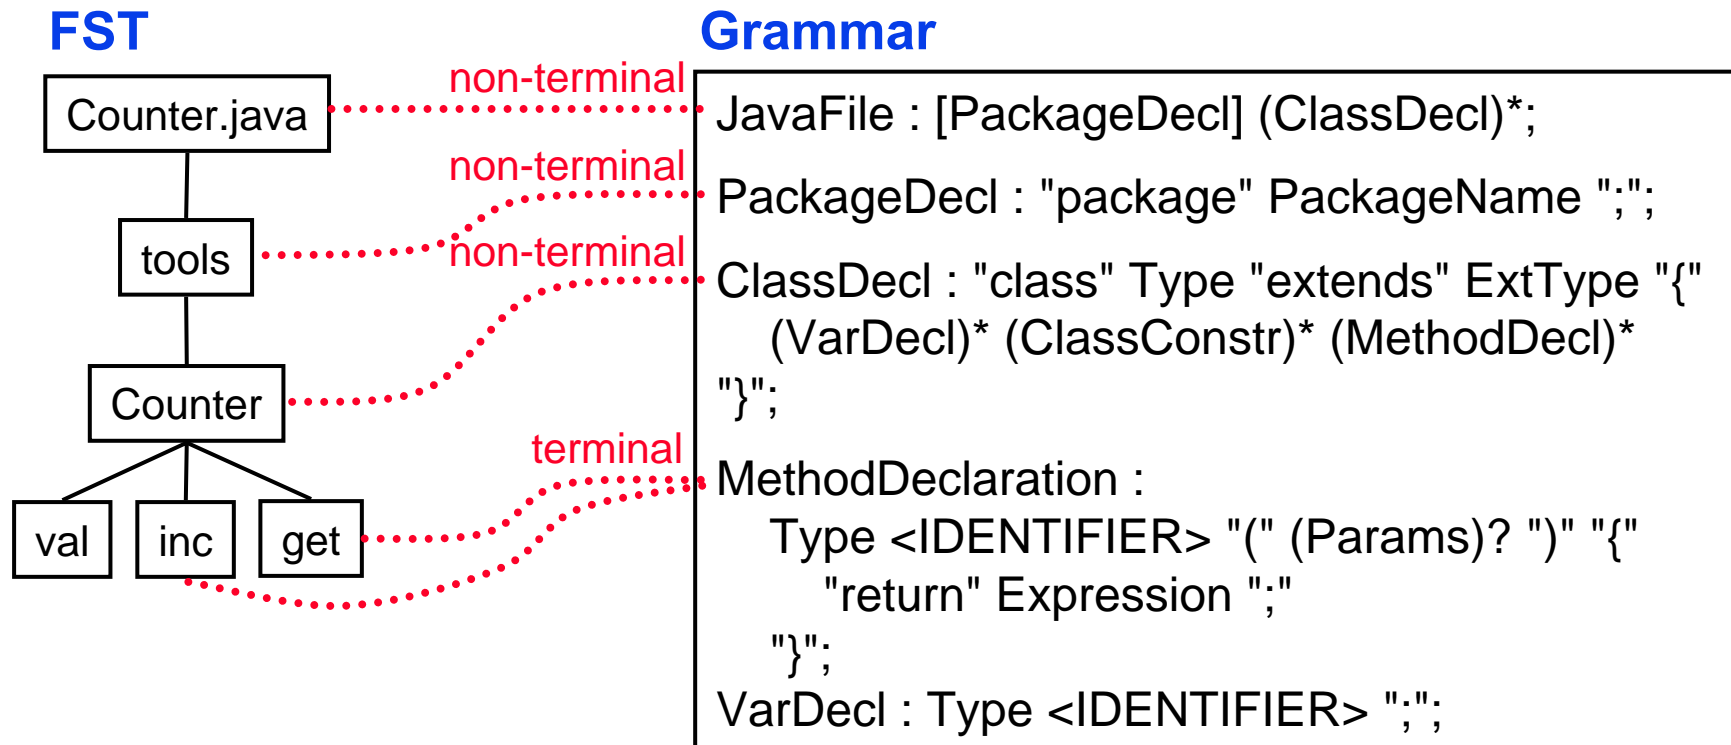 FST
Grammar
Counter.java
tools
Counter
val
inc
get
non-terminal
non-terminal
non-terminal
terminal
JavaFile : [PackageDecl] (ClassDecl)*;
PackageDecl : "package" PackageName ";";
ClassDecl : "class" Type "extends" ExtType "{"
(VarDecl)* (ClassConstr)* (MethodDecl)*
"}";
MethodDeclaration :
Type <IDENTIFIER> "(" (Params)? ")" "{"
"return" Expression ";"
"}";
VarDecl : Type <IDENTIFIER> ";";